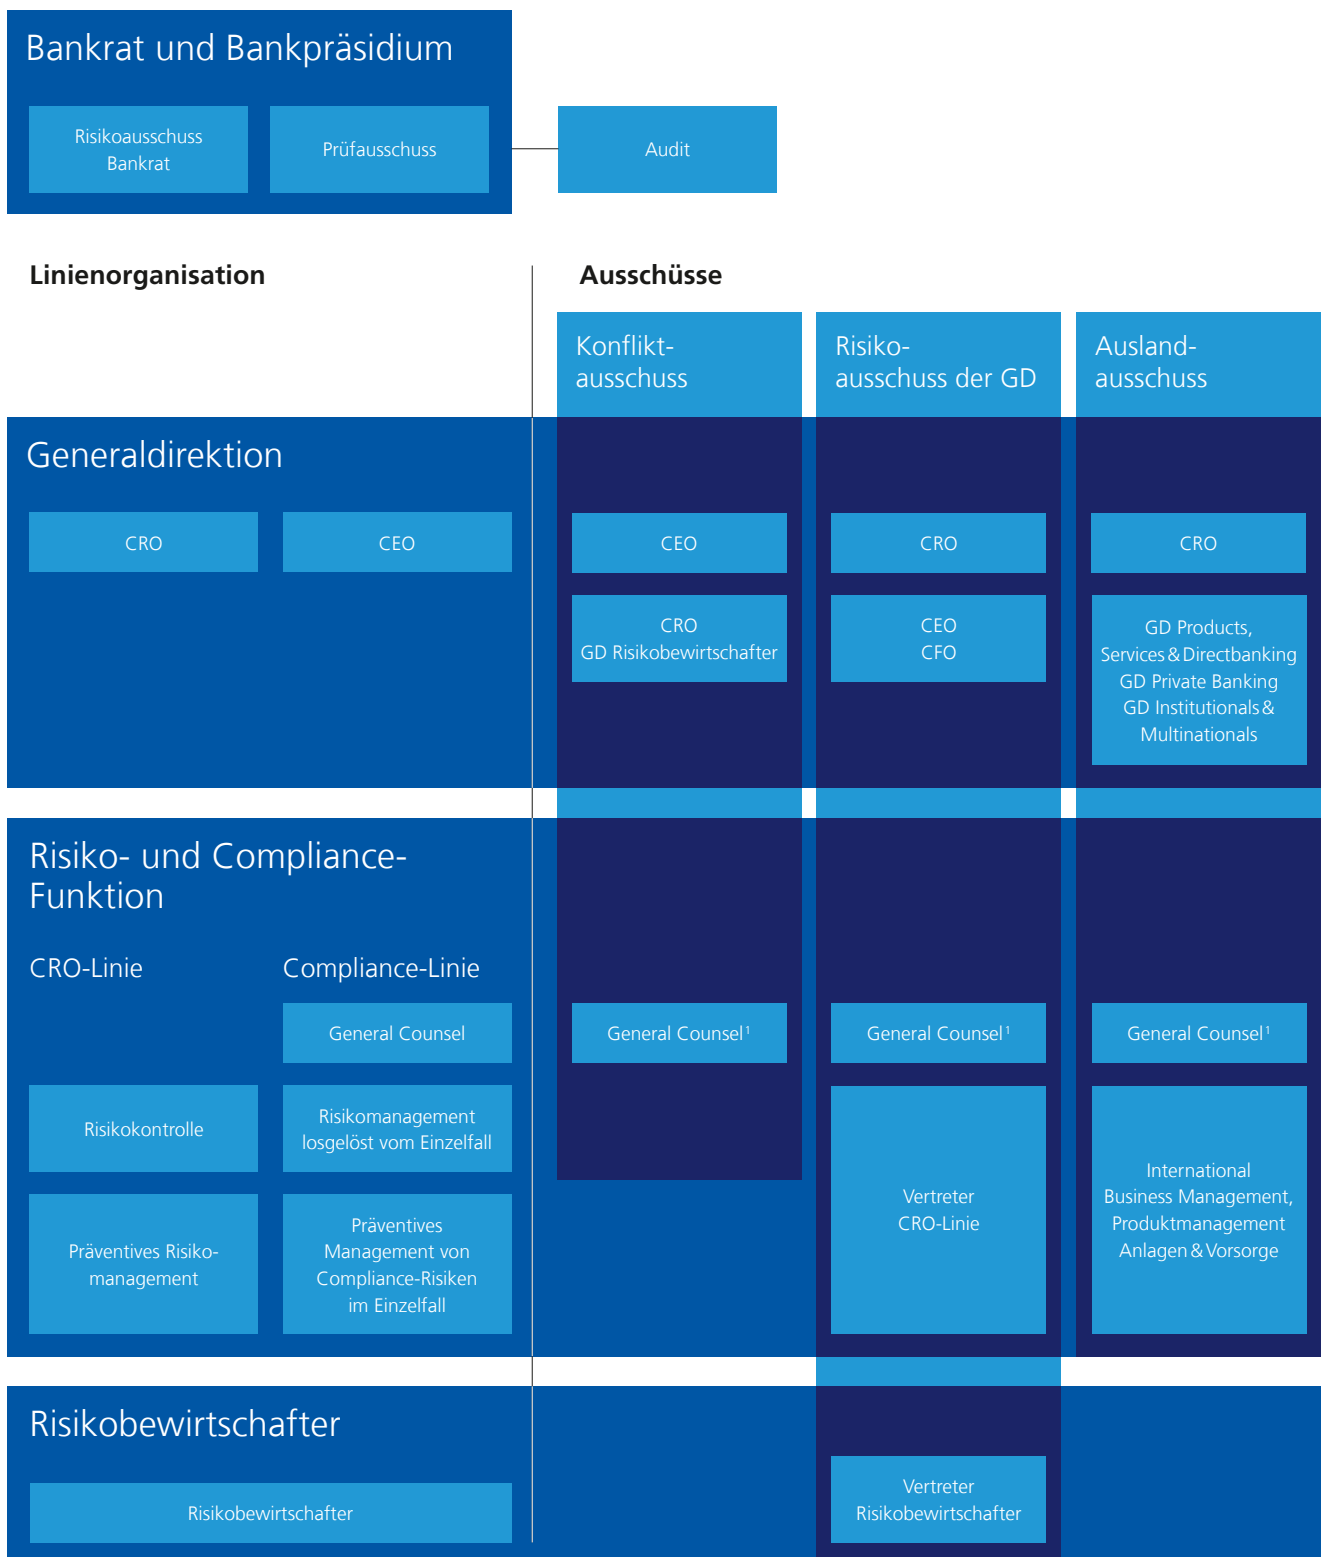 Bankrat und Bankpräsidium
Risikoausschuss
Bankrat
Prüfausschuss
Audit
Linienorganisation
Ausschüsse
Konflikt-
ausschuss
Risiko-
ausschuss der GD
Ausland-
ausschuss
Generaldirektion
CRO
CEO
CEO
CRO
GD Risikobewirtschafter
CRO
CEO
CFO
CRO
GD Products,
Services & Directbanking
GD Private Banking
GD Institutionals &
Multinationals
Risiko- und Compliance-
Funktion
CRO-Linie
Compliance-Linie
General Counsel
Risikokontrolle
Risikomanagement
losgelöst vom Einzelfall
Präventives Risiko-
management
Präventives
Management von
Compliance-Risiken
im Einzelfall
General Counsel¹
General Counsel¹
Vertreter
CRO-Linie
General Counsel¹
International
Business Management,
Produktmanagement
Anlagen & Vorsorge
Risikobewirtschafter
Risikobewirtschafter
Vertreter
Risikobewirtschafter